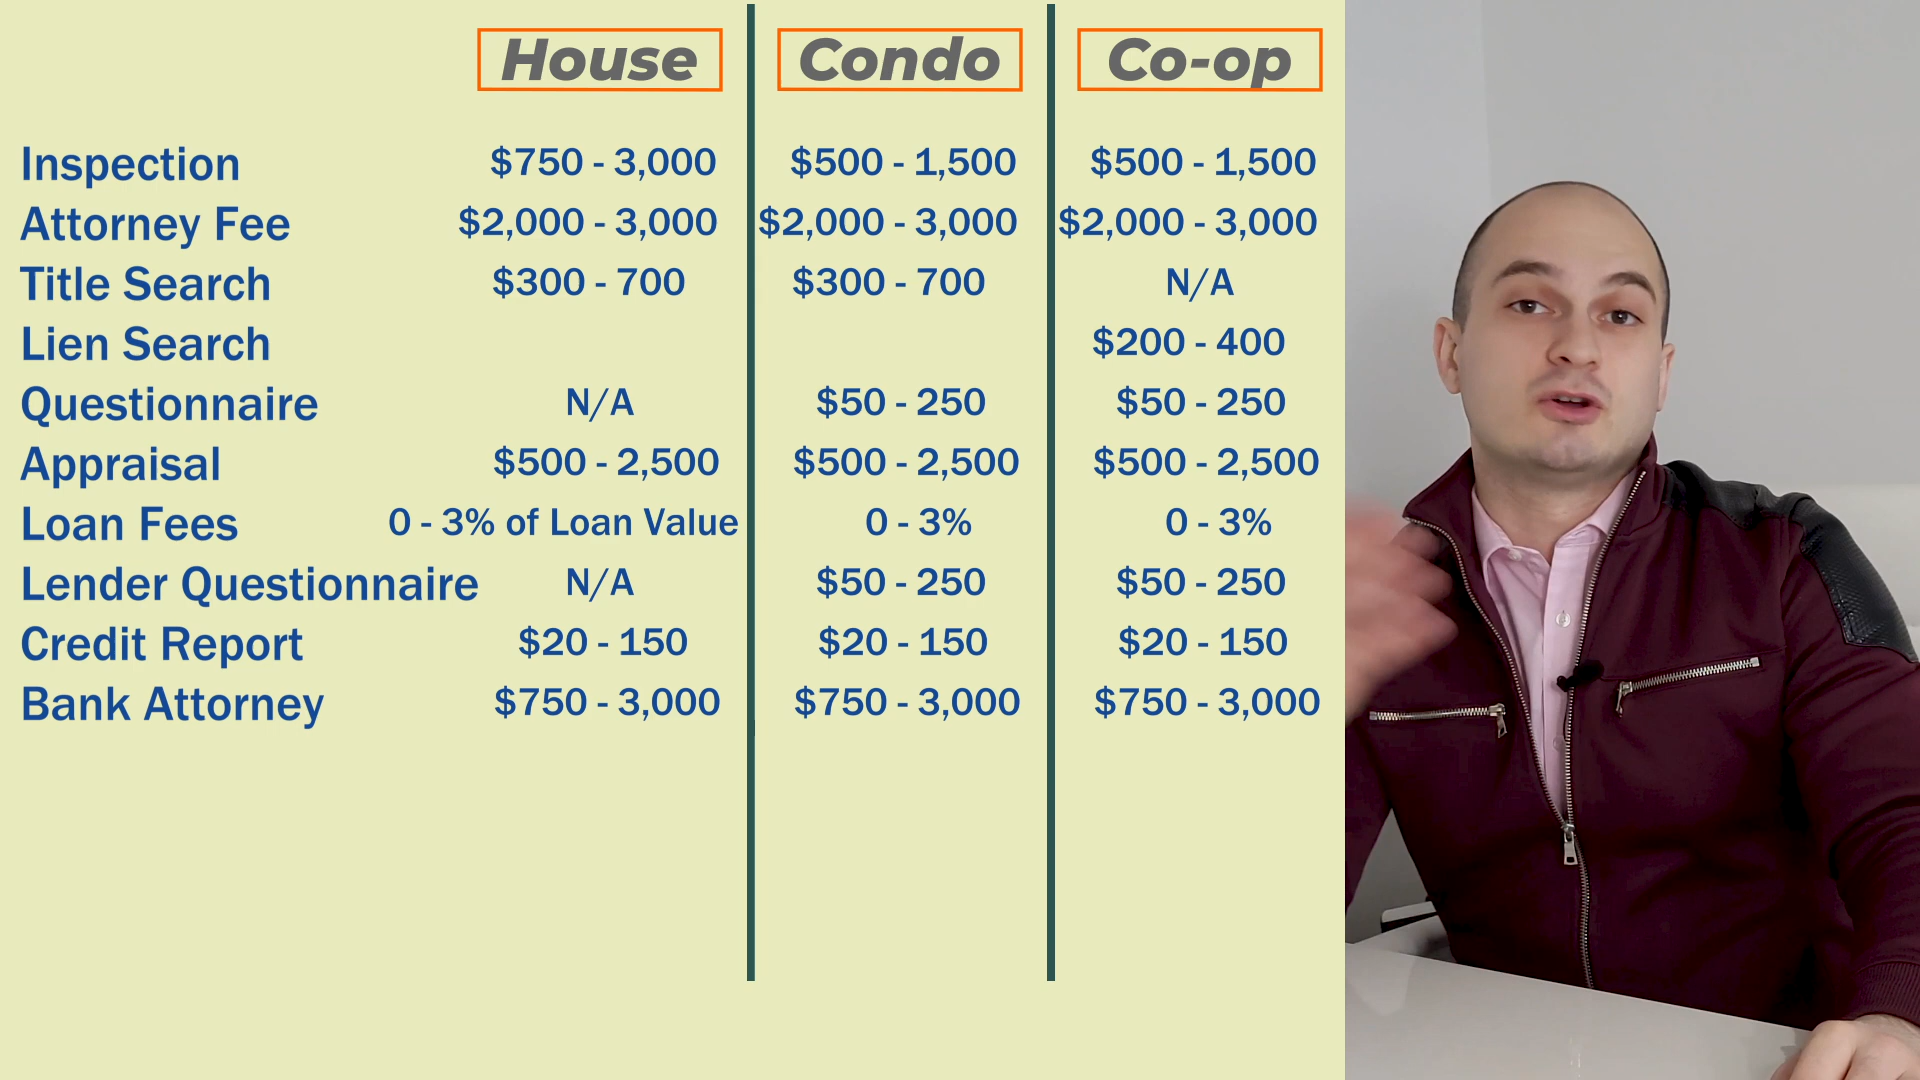 House Condo Co-op
Inspection $750 - 3,000 $500 - 1,500 $500 - 1,500
Attorney Fee $2,000 - 3,000 $2,000 - 3,000 $2,000 - 3,000
Title Search $300 - 700 $300 - 700 N/A
Lien Search $200 - 400
Questionnaire N/A $50 - 250 $50 - 250
Appraisal $500 - 2,500 $500 - 2,500 $500 - 2,500
Loan Fees 0 - 3% of Loan Value 0 - 3% 0 - 3%
Lender Questionnaire N/A $50 - 250 $50 - 250
Credit Report $20 - 150 $20 - 150 $20 - 150
Bank Attorney $750 - 3,000 $750 - 3,000 $750 - 3,000